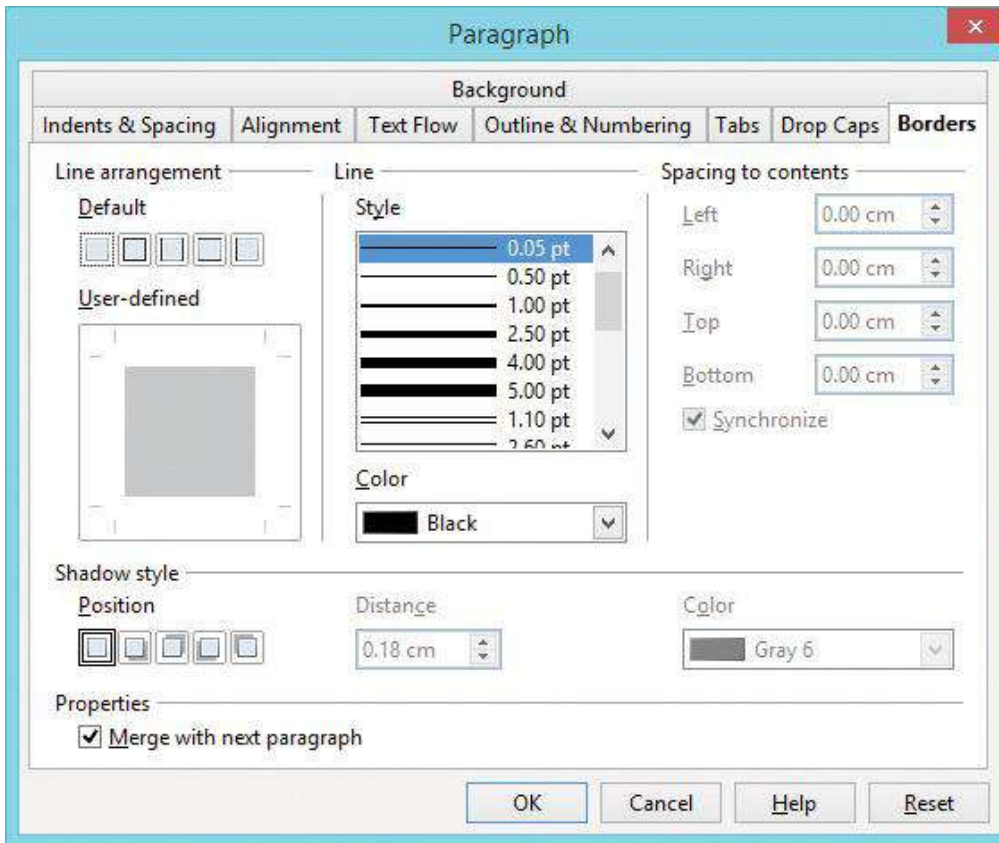 Paragraph
Background
Indents & Spacing Alignment Text Flow Outline & Numbering Tabs Drop Caps Borders
Line arrangement Line Spacing to contents
Default Style Left 0.00 cm
0.05 pt
0.50 pt Right 0.00 cm
User-defined 1.00 pt
2.50 pt Top 0.00 cm
4.00 pt
5.00 pt Bottom 0.00 cm
1.10 pt Synchronize
2.60 pt
Color
Black
Shadow style
Position Distance Color
0.18 cm Gray 6
Properties
Merge with next paragraph
OK Cancel Help Reset